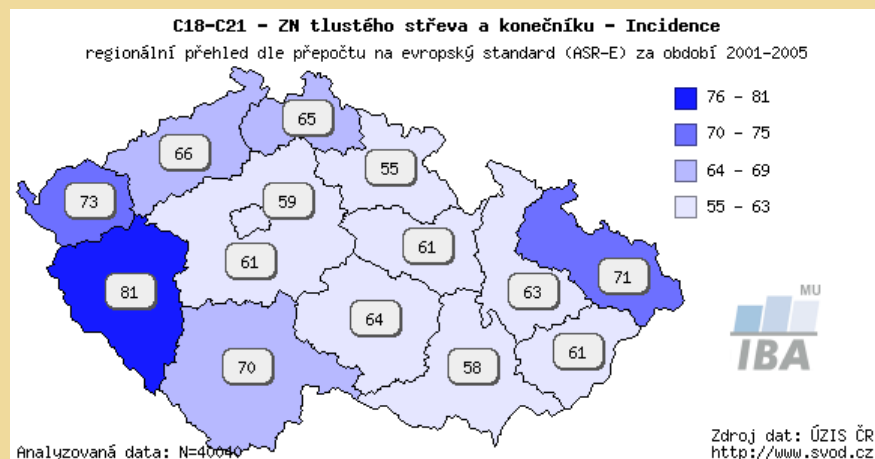 C18-C21 - ZN tlustého střeva a konečníku - Incidence
regionální přehled dle přepočtu na evropský standard (ASR-E) za období 2001-2005
76 - 81
70 - 75
64 - 69
55 - 63
65
66
55
73
59
61
61
71
81
63
64
61
70
58
MU
IBA
Analyzovaná data: N=40040
Zdroj dat: ÚZIS ČR
http://www.svod.cz